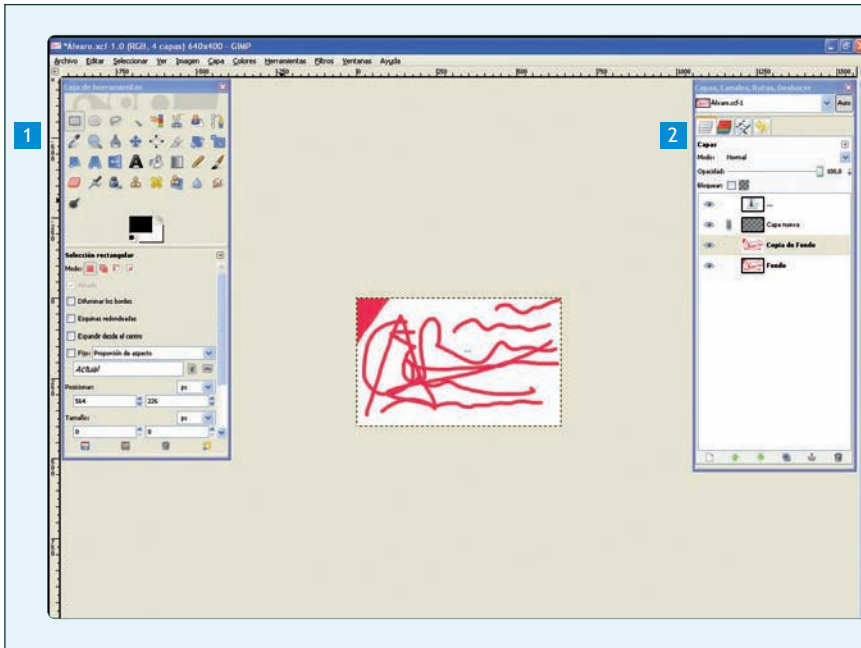 *Álvaro.xcf-1.0 (RGB, 4 capas) 640x400 - GIMP
Archivo Editar Seleccionar Ver Imagen Capa Colores Herramientas Filtros Ventanas Ayuda
Caja de herramientas
1
Selección rectangular
Modo:
Alisado
Difuminar los bordes
Esquinas redondeadas
Expandir desde el centro
Fijo: Proporción de aspecto
Actual
Posicionar: px
564 226
Tamaño: px
0 0
Capas, Canales, Rutas, Deshacer
2
Álvaro.xcf-1 Auto
Capas
Modo: Normal
Opacidad: 100,0
Bloquear:
...
Capa nueva
Copia de Fondo
Fondo